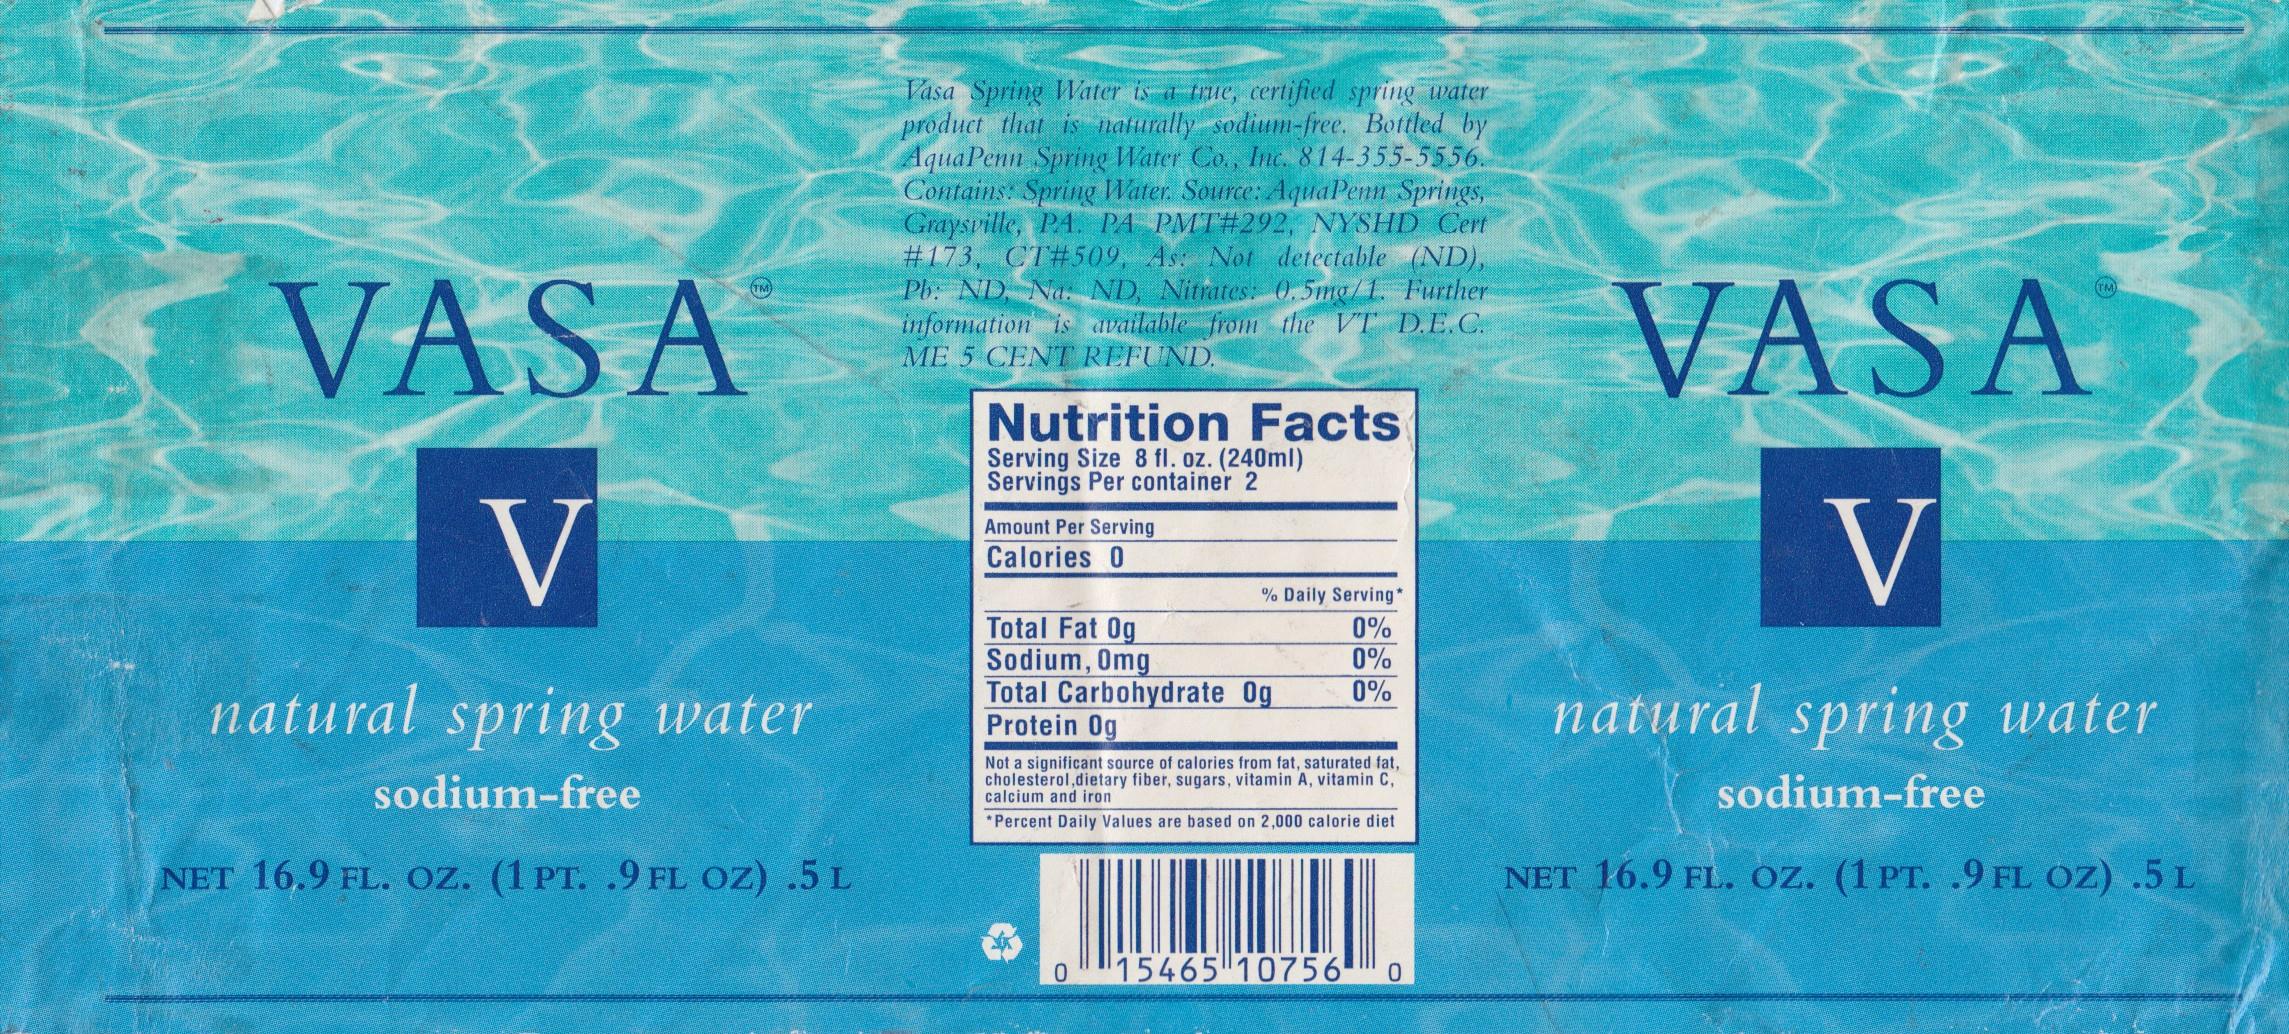 VASA™
V
natural spring water
sodium-free
NET 16.9 FL. OZ. (1 PT. .9 FL OZ) .5 L
Vasa Spring Water is a true, certified spring water
product that is naturally sodium-free. Bottled by
AquaPenn Spring Water Co., Inc. 814-355-5556.
Contains: Spring Water. Source: AquaPenn Springs,
Graysville, PA. PA PMT#292, NYSHD Cert
#173, CT#509, As: Not detectable (ND),
Pb: ND, Na: ND, Nitrates: 0.5mg/1. Further
information is available from the VT D.E.C.
ME 5 CENT REFUND.
Nutrition Facts
Serving Size 8 fl. oz. (240ml)
Servings Per container 2
Amount Per Serving
Calories 0
% Daily Serving*
Total Fat 0g 0%
Sodium, 0mg 0%
Total Carbohydrate 0g 0%
Protein 0g
Not a significant source of calories from fat, saturated fat,
cholesterol,dietary fiber, sugars, vitamin A, vitamin C,
calcium and iron
*Percent Daily Values are based on 2,000 calorie diet
0 15465 10756 0
VASA™
V
natural spring water
sodium-free
NET 16.9 FL. OZ. (1 PT. .9 FL OZ) .5 L